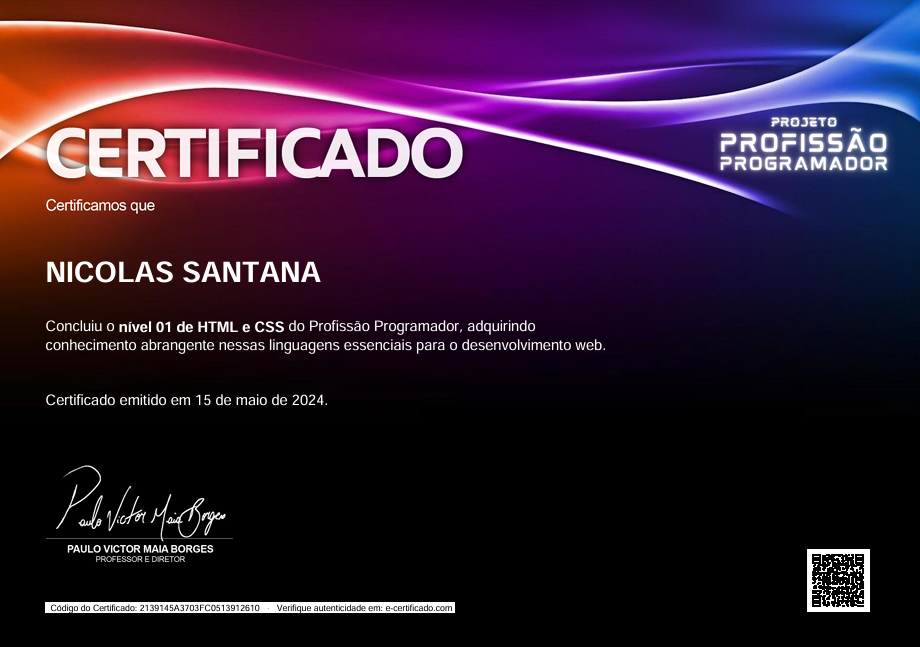 CERTIFICADO
PROJETO
PROFISSÃO
PROGRAMADOR
Certificamos que
NICOLAS SANTANA
Concluiu o nível 01 de HTML e CSS do Profissão Programador, adquirindo
conhecimento abrangente nessas linguagens essenciais para o desenvolvimento web.
Certificado emitido em 15 de maio de 2024.
Paulo Victor Maia Borges
PAULO VICTOR MAIA BORGES
PROFESSOR E DIRETOR
Código do Certificado: 2139145A3703FC0513912610 · Verifique autenticidade em: e-certificado.com